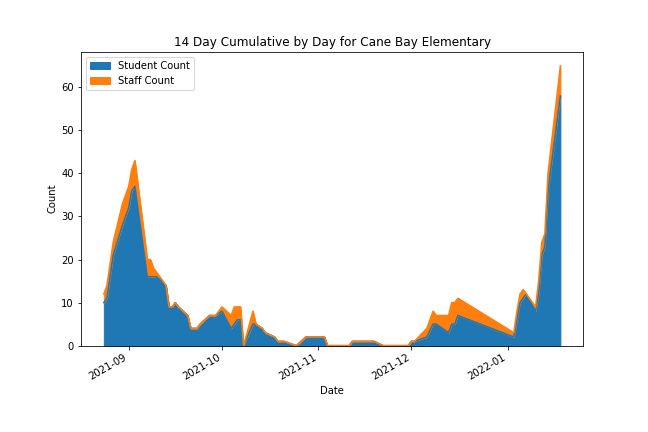 14 Day Cumulative by Day for Cane Bay Elementary
Student Count
Staff Count
60
50
40
30
20
10
0
Count
2021-09
2021-10
2021-11
2021-12
2022-01
Date